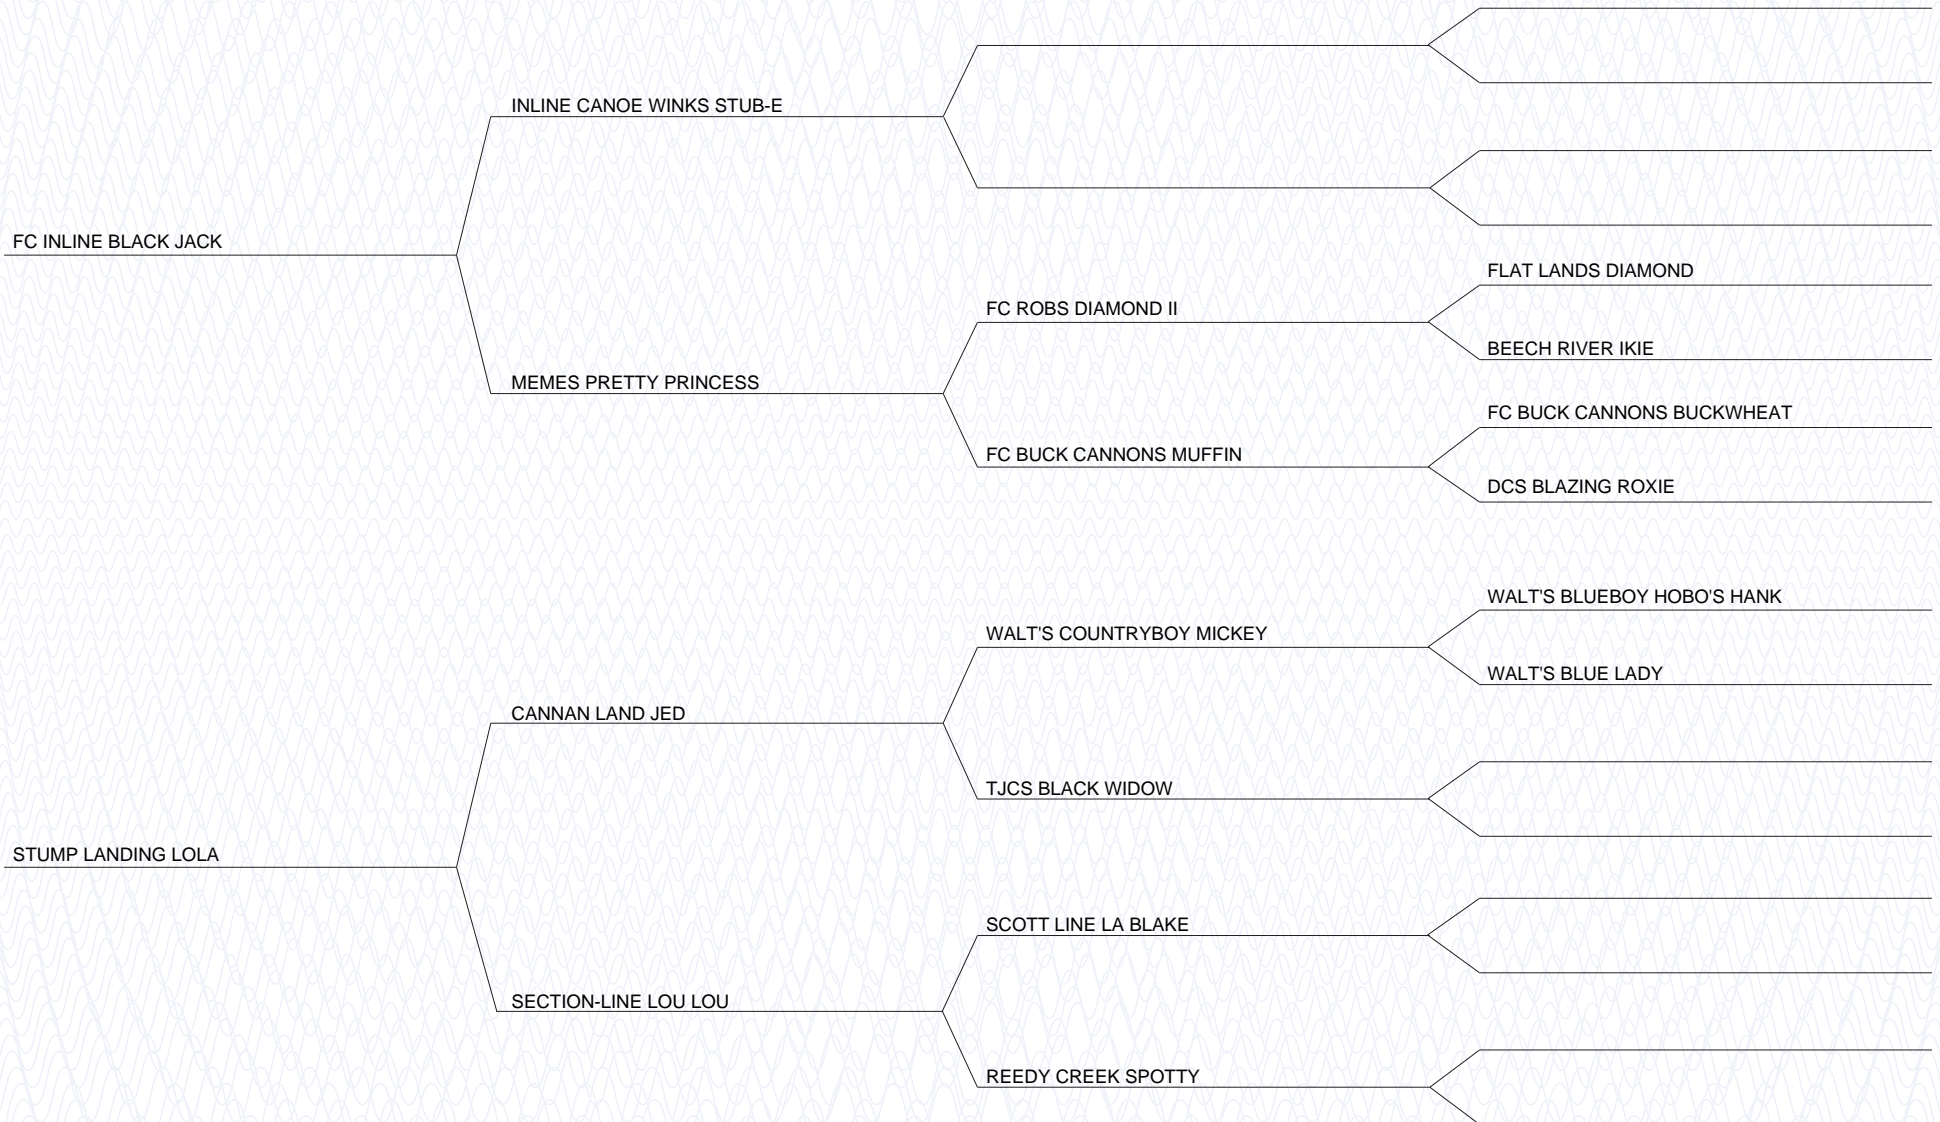 INLINE CANOE WINKS STUB-E
FC INLINE BLACK JACK
FLAT LANDS DIAMOND
FC ROBS DIAMOND II
BEECH RIVER IKIE
MEMES PRETTY PRINCESS
FC BUCK CANNONS BUCKWHEAT
FC BUCK CANNONS MUFFIN
DCS BLAZING ROXIE
WALT'S BLUEBOY HOBO'S HANK
WALT'S COUNTRYBOY MICKEY
WALT'S BLUE LADY
CANNAN LAND JED
TJCS BLACK WIDOW
STUMP LANDING LOLA
SCOTT LINE LA BLAKE
SECTION-LINE LOU LOU
REEDY CREEK SPOTTY